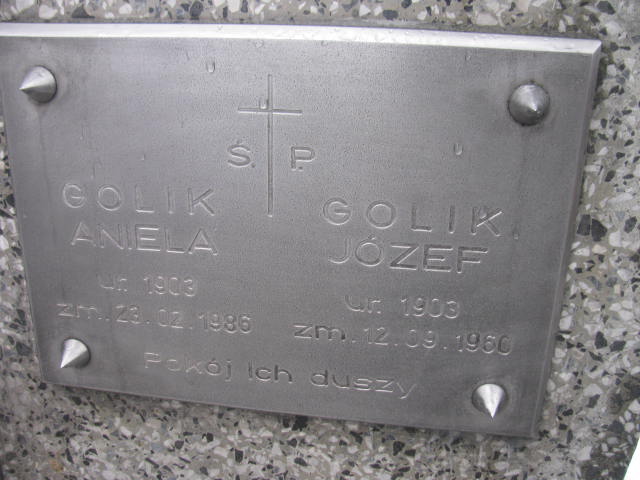 Ś. P.
GOLIK
ANIELA
ur. 1903
zm. 23.02.1986
GOLIK
JÓZEF
ur. 1903
zm. 12.09.1960
Pokój Ich duszy